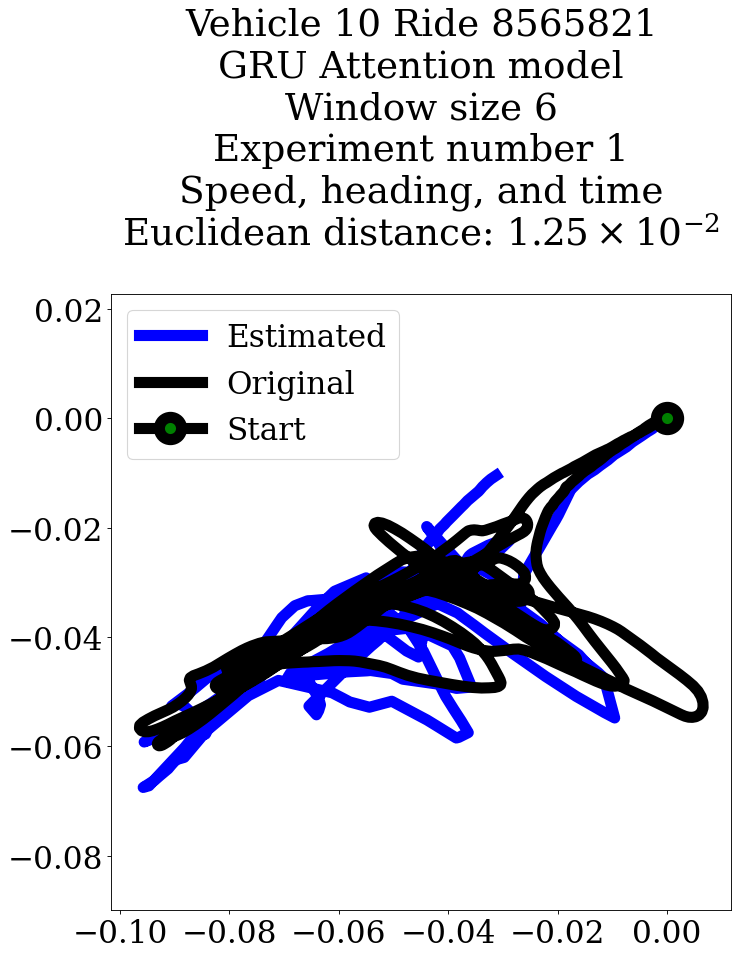 Vehicle 10 Ride 8565821
GRU Attention model
Window size 6
Experiment number 1
Speed, heading, and time
Euclidean distance: 1.25 × 10⁻²
Estimated
Original
Start
0.02
0.00
−0.02
−0.04
−0.06
−0.08
−0.10 −0.08 −0.06 −0.04 −0.02 0.00